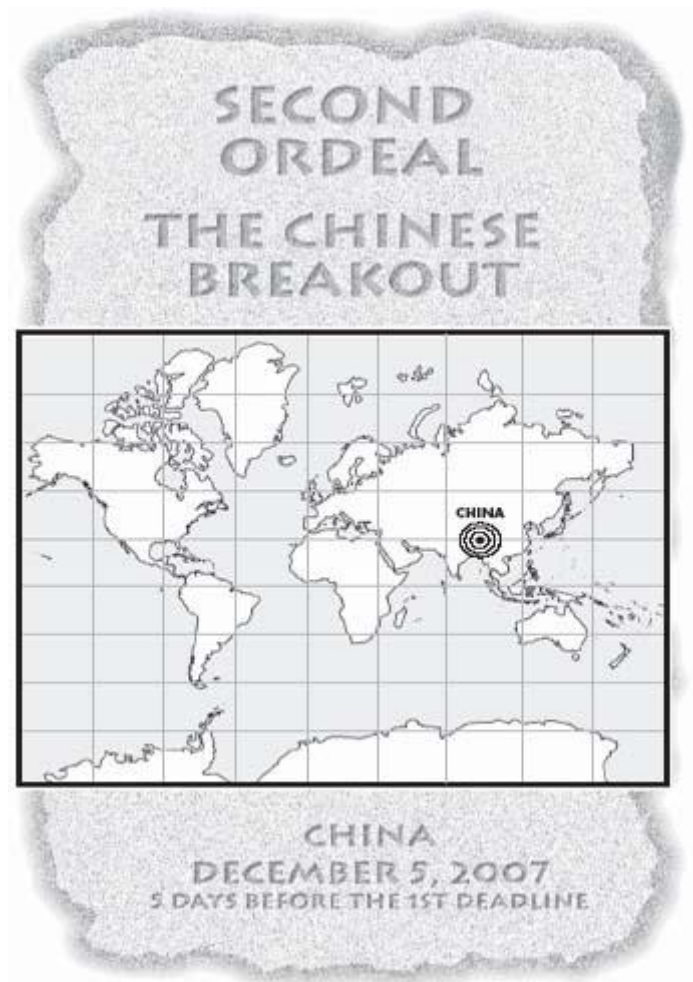 SECOND
ORDEAL
THE CHINESE
BREAKOUT
CHINA
CHINA
DECEMBER 5, 2007
5 DAYS BEFORE THE 1ST DEADLINE